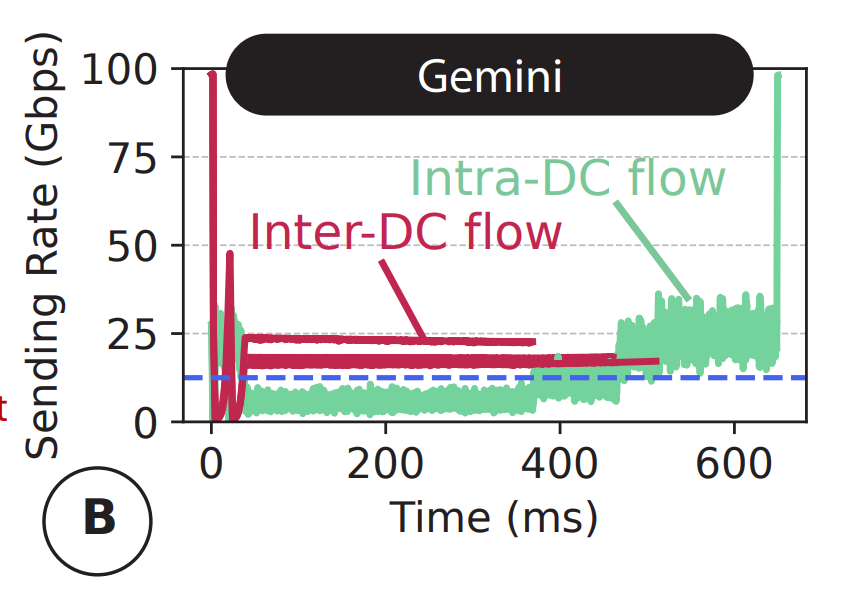 Gemini
Sending Rate (Gbps)
100
75
50
25
0
Intra-DC flow
Inter-DC flow
t
0 200 400 600
Time (ms)
B